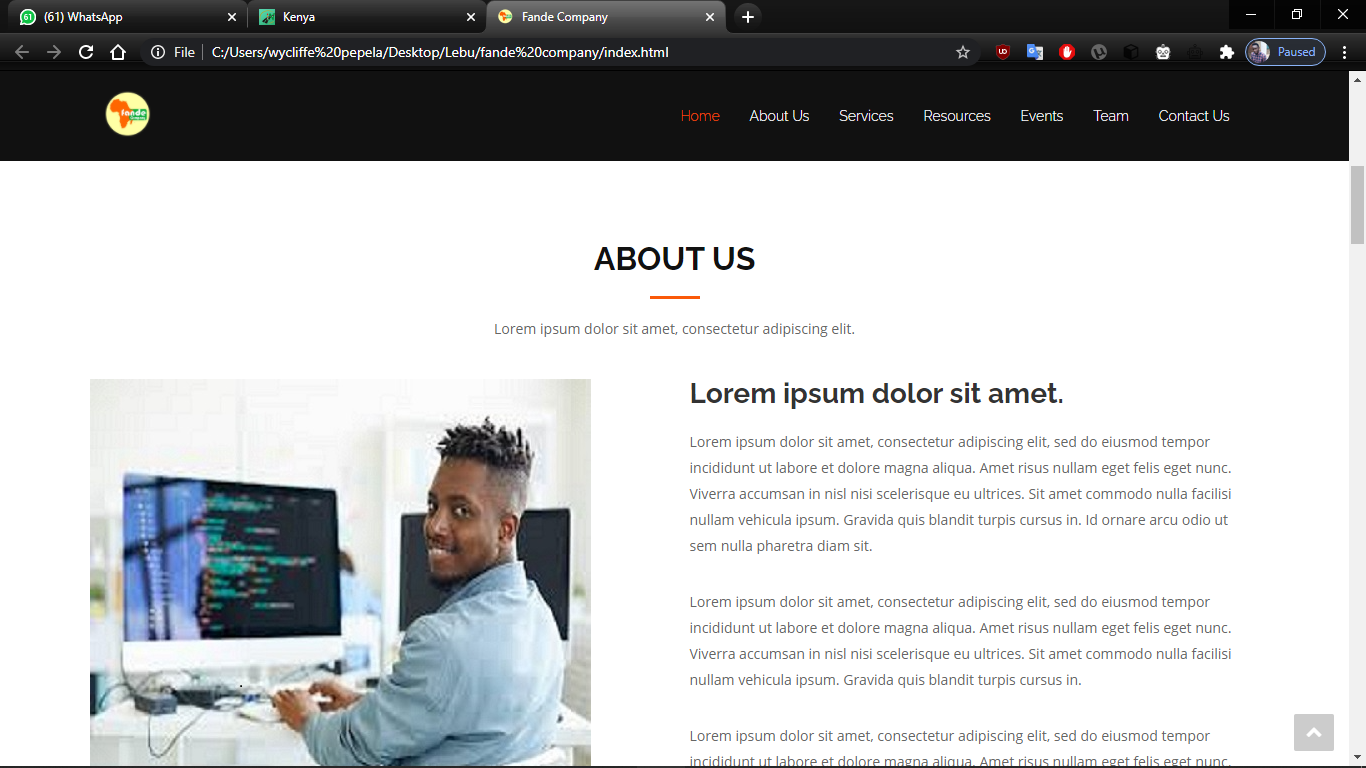 (61) WhatsApp
Kenya
Fande Company
File
C:/Users/wycliffe%20pepela/Desktop/Lebu/fande%20company/index.html
Paused
fande
Home
About Us
Services
Resources
Events
Team
Contact Us
ABOUT US
Lorem ipsum dolor sit amet, consectetur adipiscing elit.
Lorem ipsum dolor sit amet.
Lorem ipsum dolor sit amet, consectetur adipiscing elit, sed do eiusmod tempor
incididunt ut labore et dolore magna aliqua. Amet risus nullam eget felis eget nunc.
Viverra accumsan in nisl nisi scelerisque eu ultrices. Sit amet commodo nulla facilisi
nullam vehicula ipsum. Gravida quis blandit turpis cursus in. Id ornare arcu odio ut
sem nulla pharetra diam sit.
Lorem ipsum dolor sit amet, consectetur adipiscing elit, sed do eiusmod tempor
incididunt ut labore et dolore magna aliqua. Amet risus nullam eget felis eget nunc.
Viverra accumsan in nisl nisi scelerisque eu ultrices. Sit amet commodo nulla facilisi
nullam vehicula ipsum. Gravida quis blandit turpis cursus in.
Lorem ipsum dolor sit amet, consectetur adipiscing elit, sed do eiusmod tempor
incididunt ut labore et dolore magna aliqua. Amet risus nullam eget felis eget nunc.